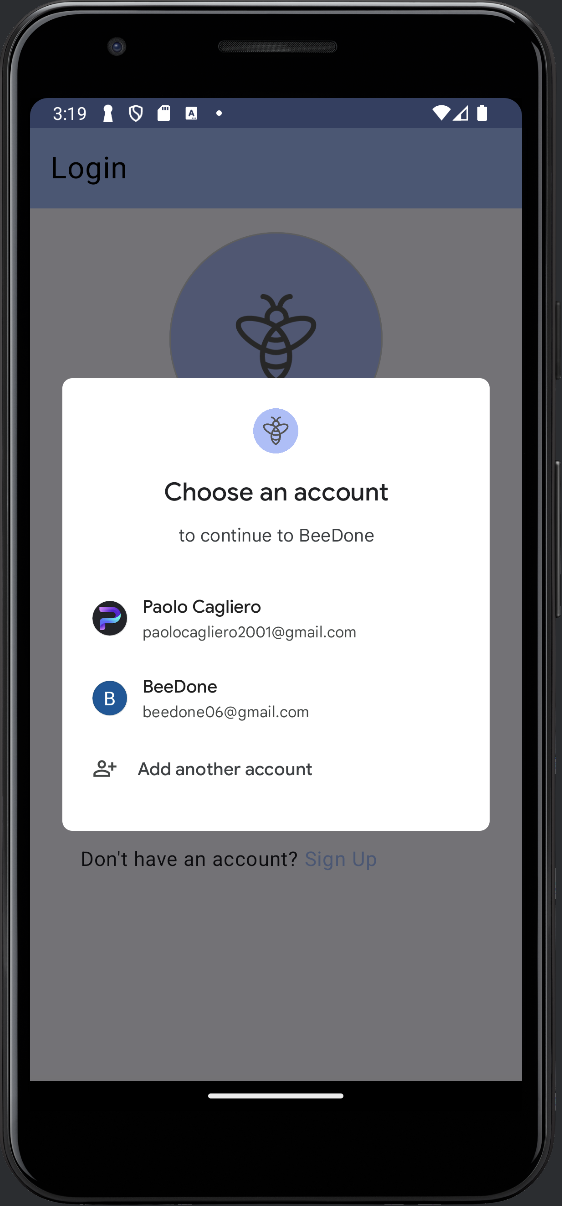 3:19
A
Login
Choose an account
to continue to BeeDone
Paolo Cagliero
paolocagliero2001@gmail.com
B
BeeDone
beedone06@gmail.com
Add another account
Don't have an account? Sign Up